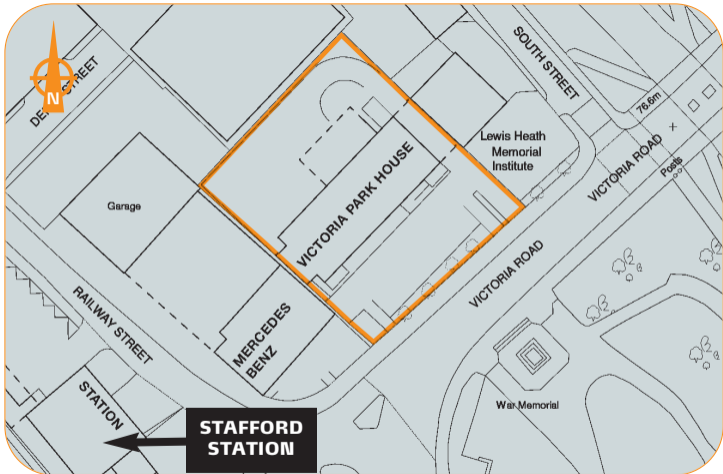 N
STREET
SOUTH STREET
76.6m
VICTORIA ROAD
Posts
Lewis Heath
Memorial
Institute
Garage
VICTORIA PARK HOUSE
VICTORIA ROAD
RAILWAY STREET
MERCEDES
BENZ
War Memorial
STATION
STAFFORD
STATION